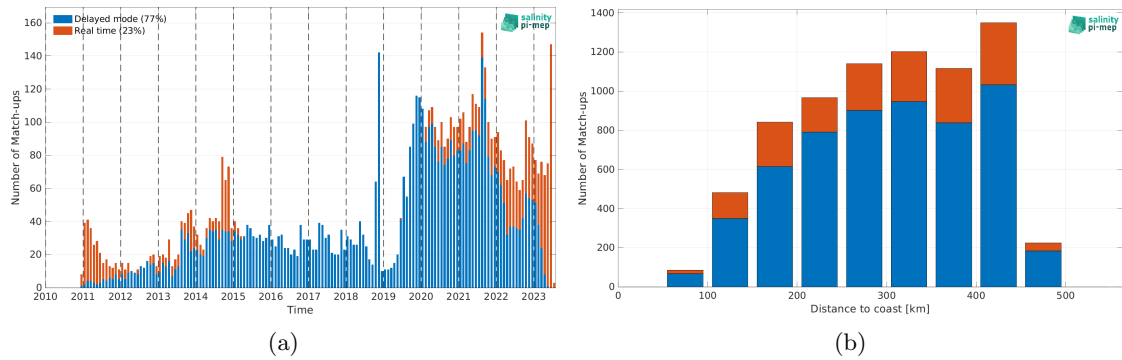 Delayed mode (77%)
Real time (23%)
salinity
pi-mep
Number of Match-ups
160
140
120
100
80
60
40
20
0
2010 2011 2012 2013 2014 2015 2016 2017 2018 2019 2020 2021 2022 2023
Time
(a)
salinity
pi-mep
Number of Match-ups
1400
1200
1000
800
600
400
200
0
0 100 200 300 400 500
Distance to coast [km]
(b)